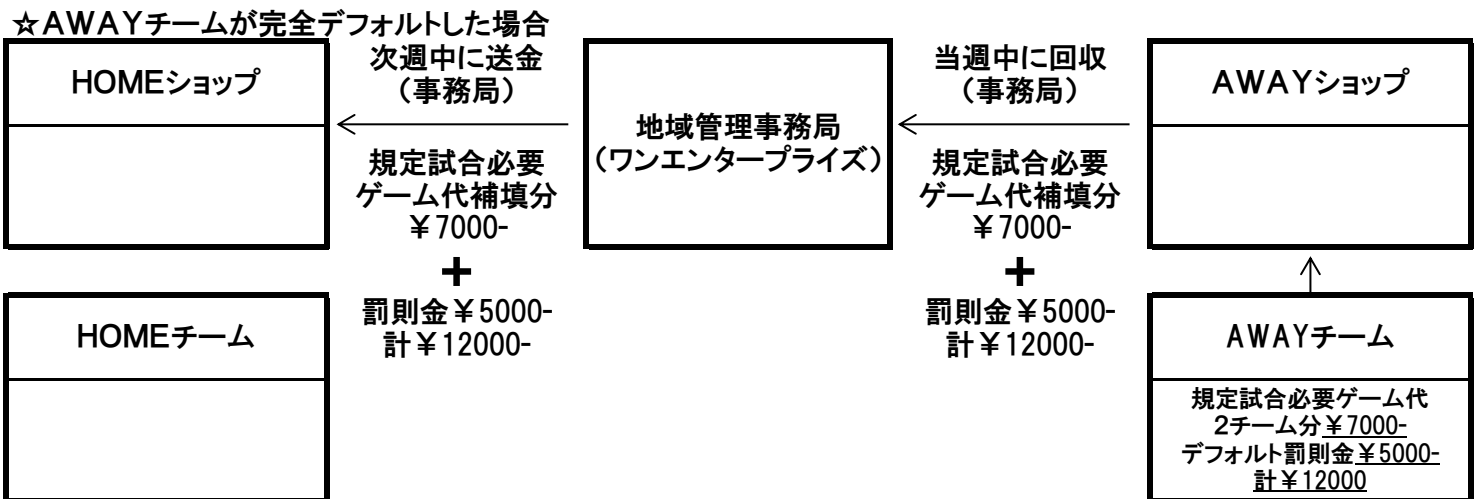 ☆AWAYチームが完全デフォルトした場合
HOMEショップ
次週中に送金
（事務局）
規定試合必要
ゲーム代補填分
￥7000-
+
罰則金￥5000-
計￥12000-
地域管理事務局
（ワンエンタープライズ）
当週中に回収
（事務局）
規定試合必要
ゲーム代補填分
￥7000-
+
罰則金￥5000-
計￥12000-
AWAYショップ
HOMEチーム
AWAYチーム
規定試合必要ゲーム代
2チーム分￥7000-
デフォルト罰則金￥5000-
計￥12000